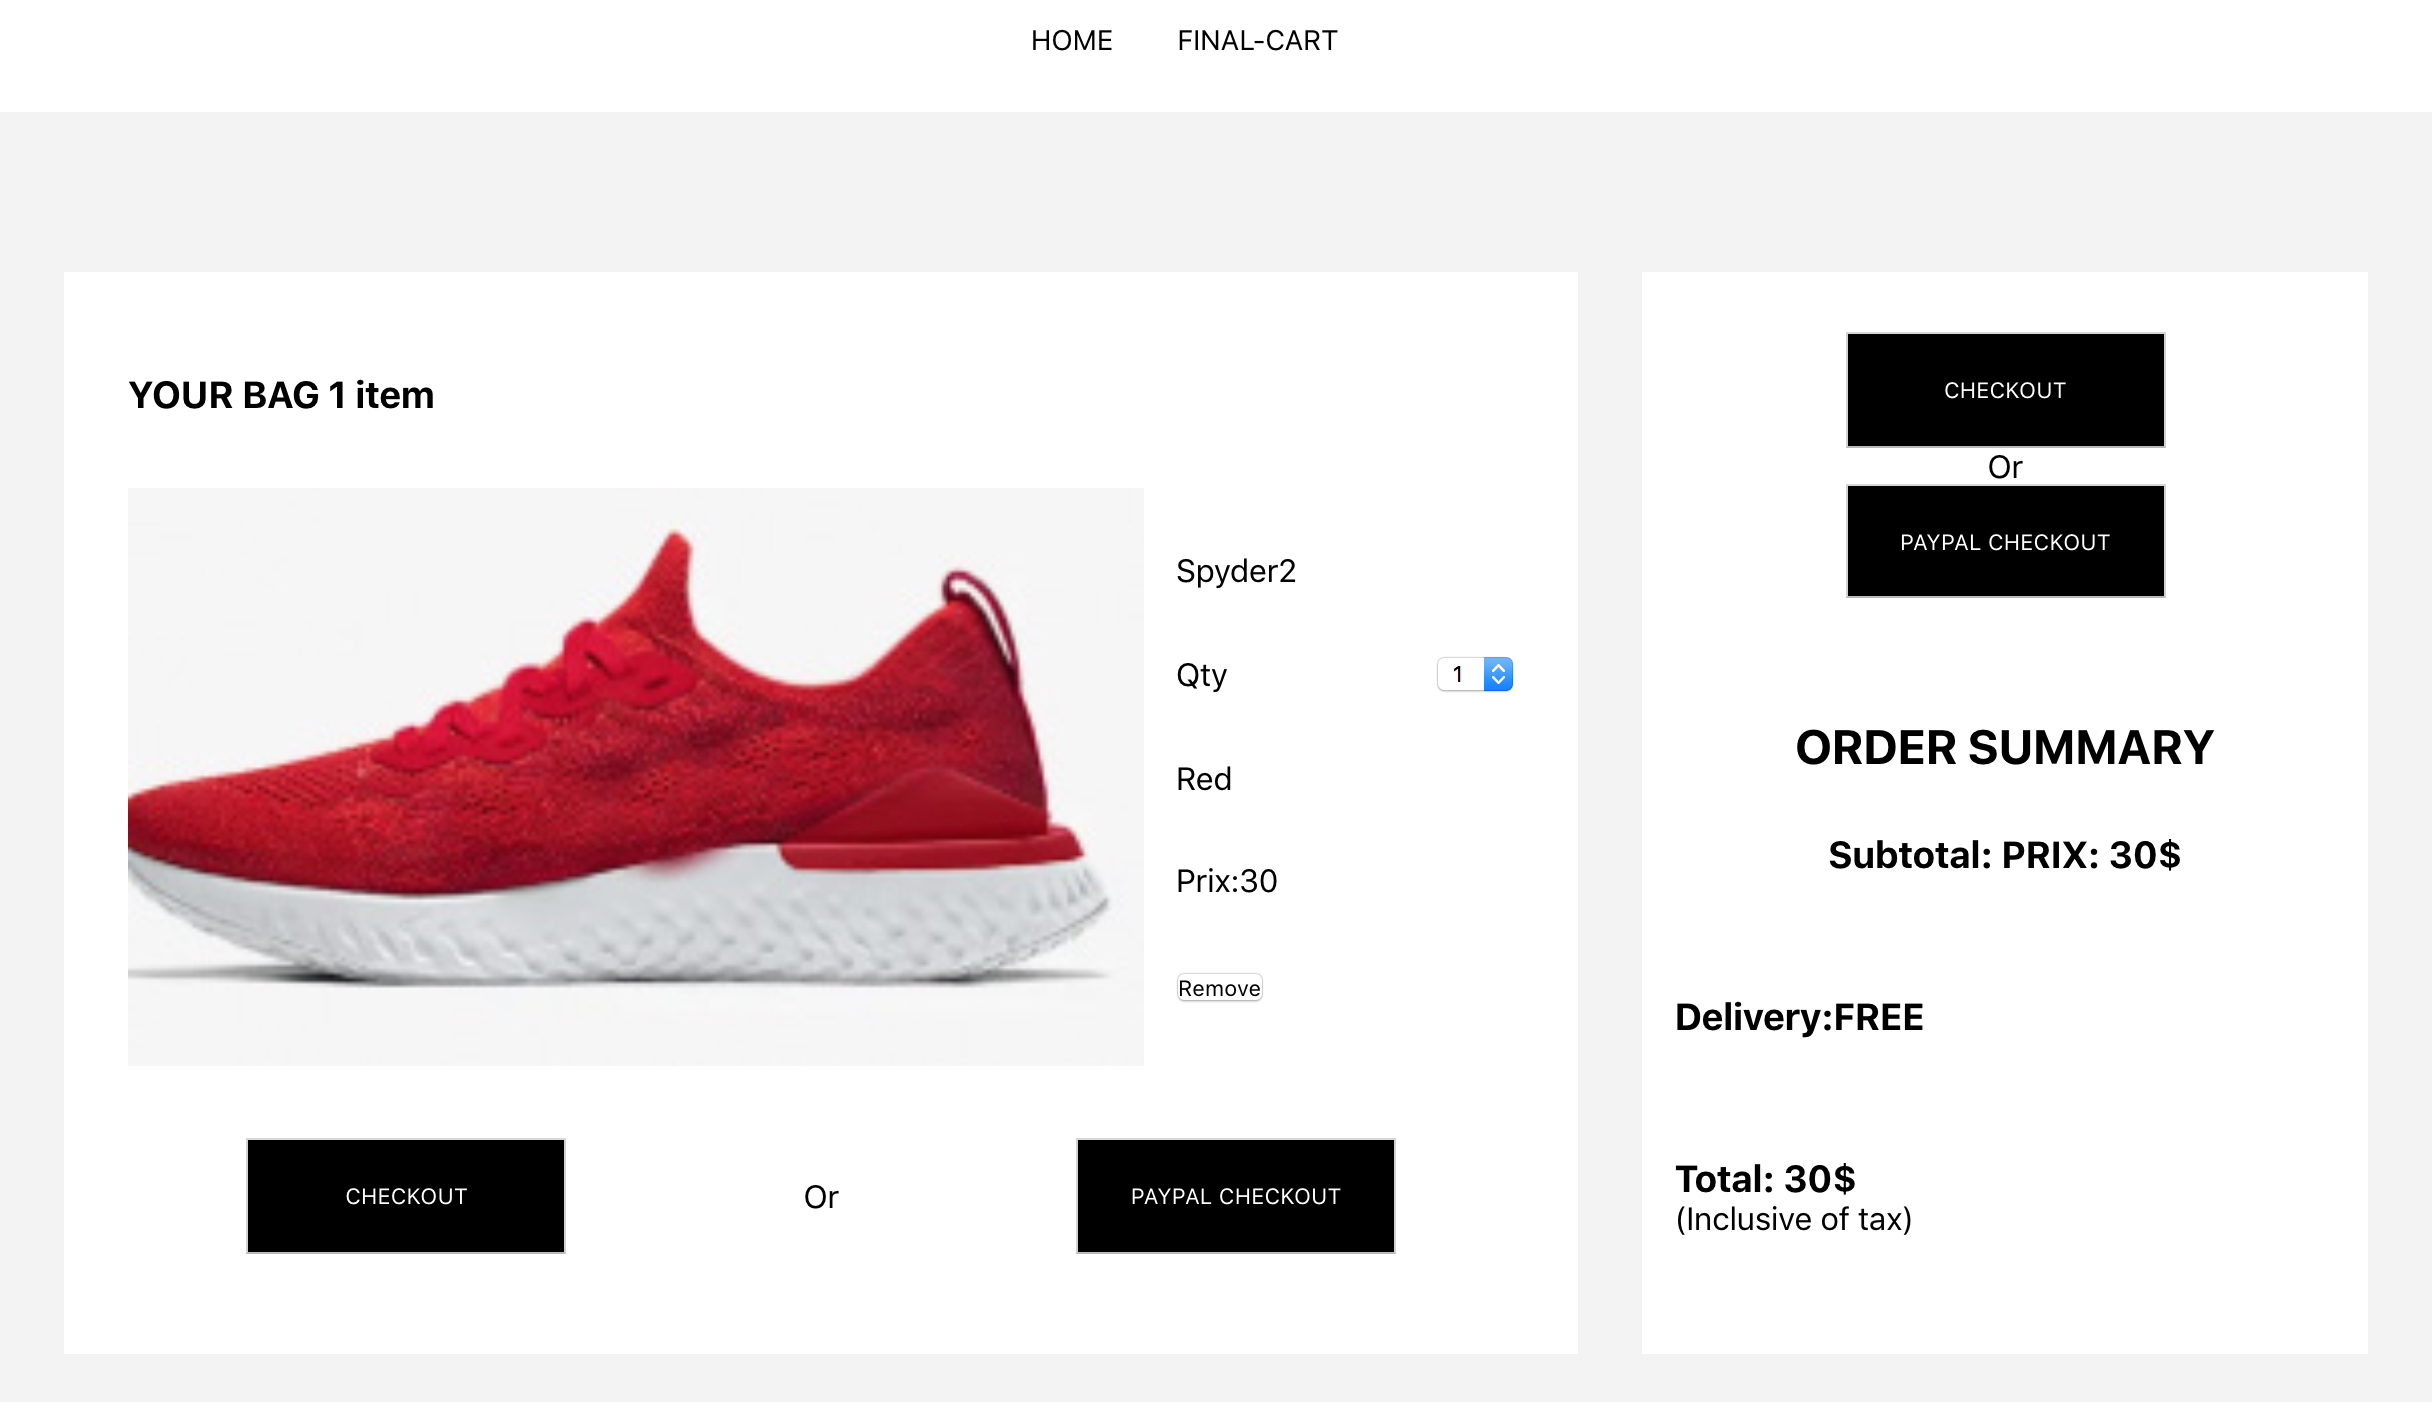 HOME FINAL-CART
YOUR BAG 1 item
Spyder2
Qty 1
Red
Prix:30
Remove
CHECKOUT Or PAYPAL CHECKOUT
CHECKOUT
Or
PAYPAL CHECKOUT
ORDER SUMMARY
Subtotal: PRIX: 30$
Delivery:FREE
Total: 30$
(Inclusive of tax)